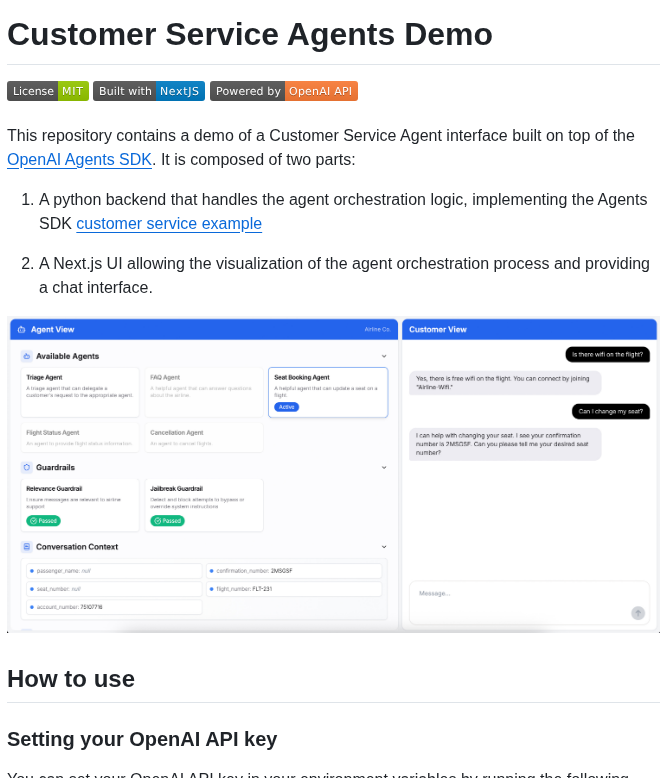 Customer Service Agents Demo
License MIT Built with NextJS Powered by OpenAI API
This repository contains a demo of a Customer Service Agent interface built on top of the
OpenAI Agents SDK. It is composed of two parts:
1. A python backend that handles the agent orchestration logic, implementing the Agents
SDK customer service example
2. A Next.js UI allowing the visualization of the agent orchestration process and providing
a chat interface.
Agent View
Airline Co.
Available Agents
Triage Agent
A triage agent that can delegate a
customer's request to the appropriate agent.
FAQ Agent
A helpful agent that can answer questions
about the airline.
Seat Booking Agent
A helpful agent that can update a seat on a
flight.
Active
Flight Status Agent
An agent to provide flight status information.
Cancellation Agent
An agent to cancel flights.
Guardrails
Relevance Guardrail
Ensure messages are relevant to airline
support
Passed
Jailbreak Guardrail
Detect and block attempts to bypass or
override system instructions
Passed
Conversation Context
passenger_name: null
confirmation_number: 2MSGSF
seat_number: null
flight_number: FLT-231
account_number: 75107716
Customer View
Is there wifi on the flight?
Yes, there is free wifi on the flight. You can connect by joining
"Airline-Wifi."
Can I change my seat?
I can help with changing your seat. I see your confirmation
number is 2MSGSF. Can you please tell me your desired seat
number?
Message...
How to use
Setting your OpenAI API key
You can set your OpenAI API key in your environment variables by running the following